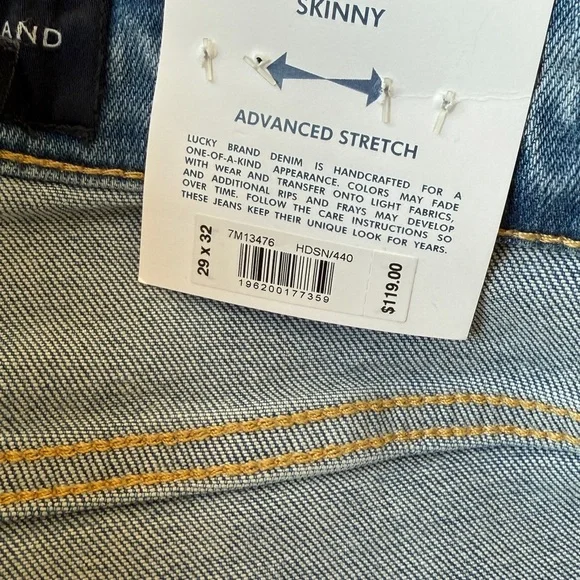 SKINNY
AND
ADVANCED STRETCH
LUCKY BRAND DENIM IS HANDCRAFTED FOR A
ONE-OF-A-KIND APPEARANCE. COLORS MAY FADE
WITH WEAR AND TRANSFER ONTO LIGHT FABRICS,
AND ADDITIONAL RIPS AND FRAYS MAY DEVELOP
OVER TIME. FOLLOW THE CARE INSTRUCTIONS SO
THESE JEANS KEEP THEIR UNIQUE LOOK FOR YEARS.
29 X 32
7M13476 HDSN/440
196200177359
$119.00